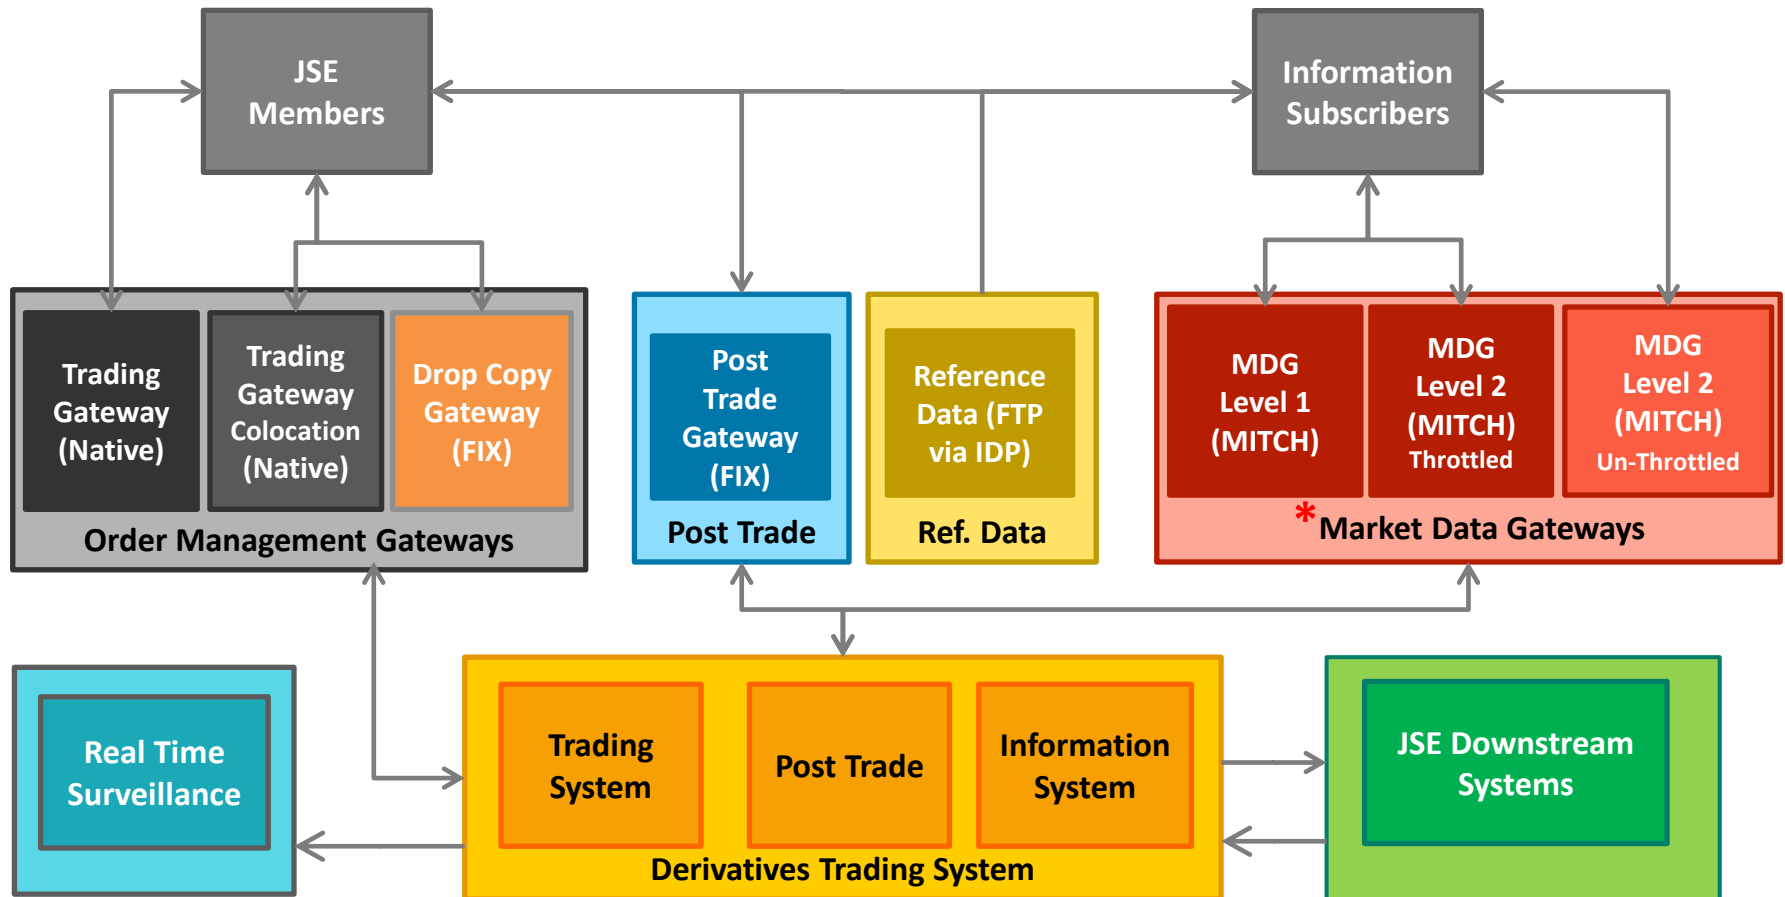 JSE
Members
Information
Subscribers
Trading
Gateway
(Native)
Trading
Gateway
Colocation
(Native)
Drop Copy
Gateway
(FIX)
Order Management Gateways
Post
Trade
Gateway
(FIX)
Post Trade
Reference
Data (FTP
via IDP)
Ref. Data
MDG
Level 1
(MITCH)
MDG
Level 2
(MITCH)
Throttled
MDG
Level 2
(MITCH)
Un-Throttled
*Market Data Gateways
Real Time
Surveillance
Trading
System
Post Trade
Information
System
Derivatives Trading System
JSE Downstream
Systems